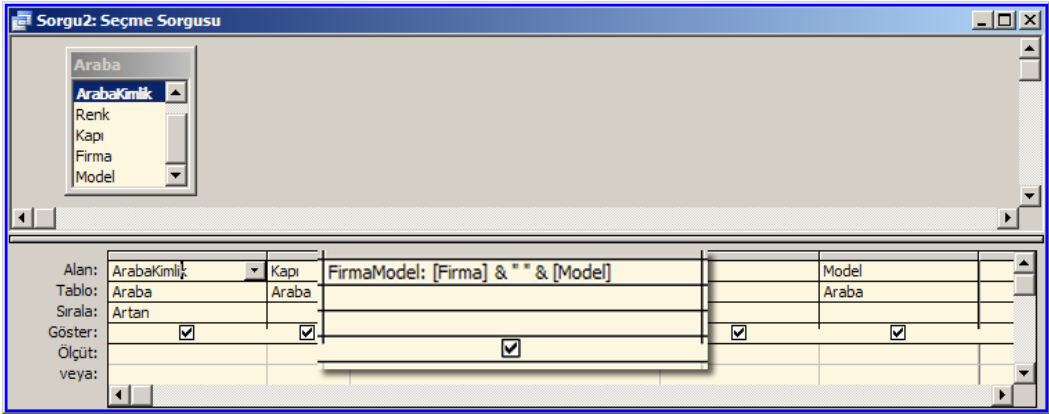 Sorgu2: Seçme Sorgusu
Araba
ArabaKimlik
Renk
Kapı
Firma
Model
Alan: ArabaKimlik Kapı FirmaModel: [Firma] & " " & [Model] Model
Tablo: Araba Araba Araba
Sırala: Artan
Göster:
Ölçüt:
veya: